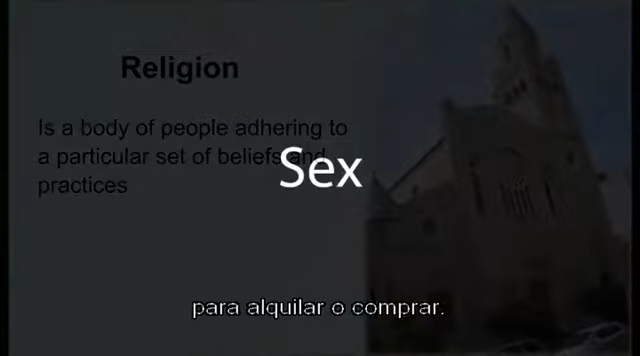 Religion
Is a body of people adhering to
a particular set of beliefs and
practices
Sex
para alquilar o comprar.